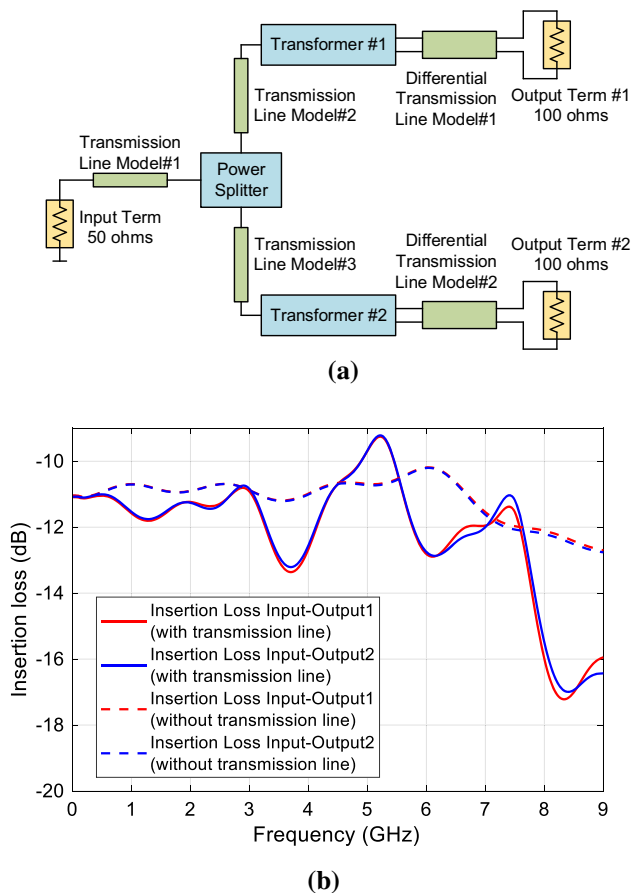 Transformer #1
Transmission
Line Model#2
Differential
Transmission
Line Model#1
Output Term #1
100 ohms
Transmission
Line Model#1
Power
Splitter
Input Term
50 ohms
Transmission
Line Model#3
Differential
Transmission
Line Model#2
Output Term #2
100 ohms
Transformer #2
(a)
-10
-12
-14
-16
-18
-20
Insertion loss (dB)
Insertion Loss Input-Output1
(with transmission line)
Insertion Loss Input-Output2
(with transmission line)
Insertion Loss Input-Output1
(without transmission line)
Insertion Loss Input-Output2
(without transmission line)
0 1 2 3 4 5 6 7 8 9
Frequency (GHz)
(b)